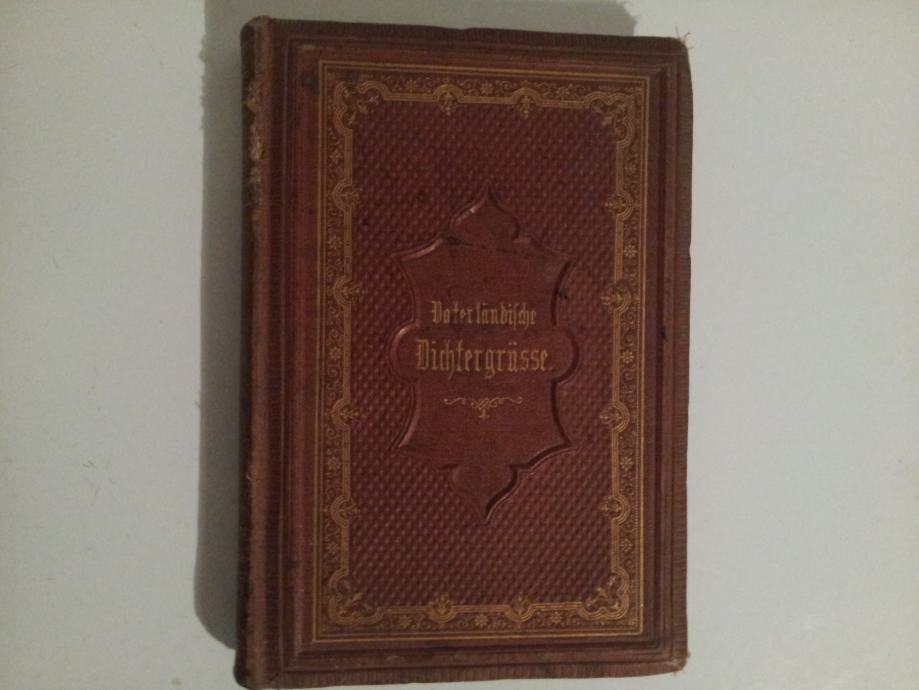 Vaterländische
Dichtergrüsse.